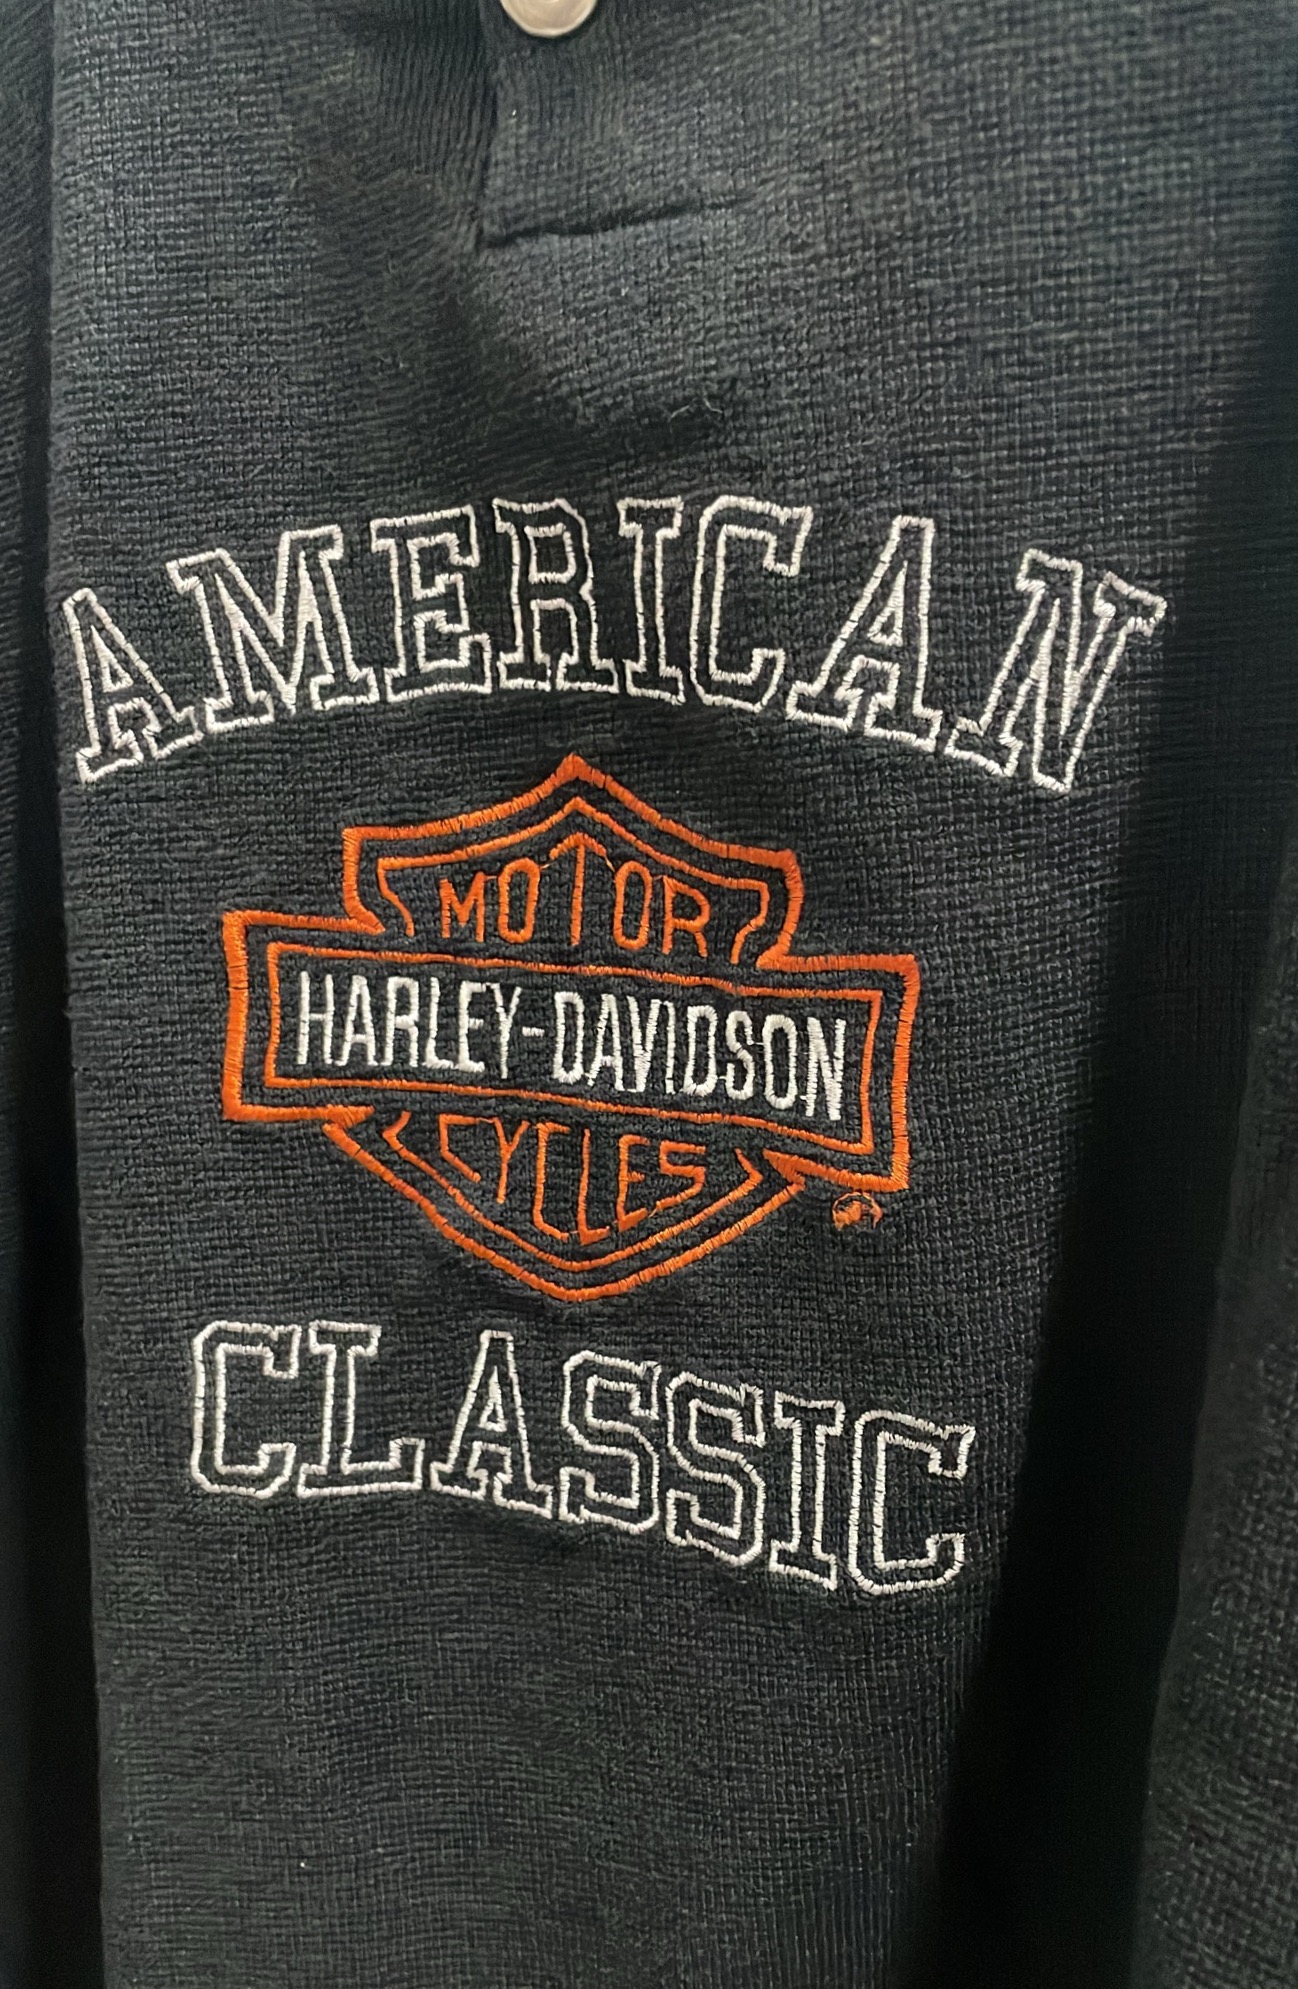 AMERICAN
MOTOR
HARLEY-DAVIDSON
CYCLES
CLASSIC